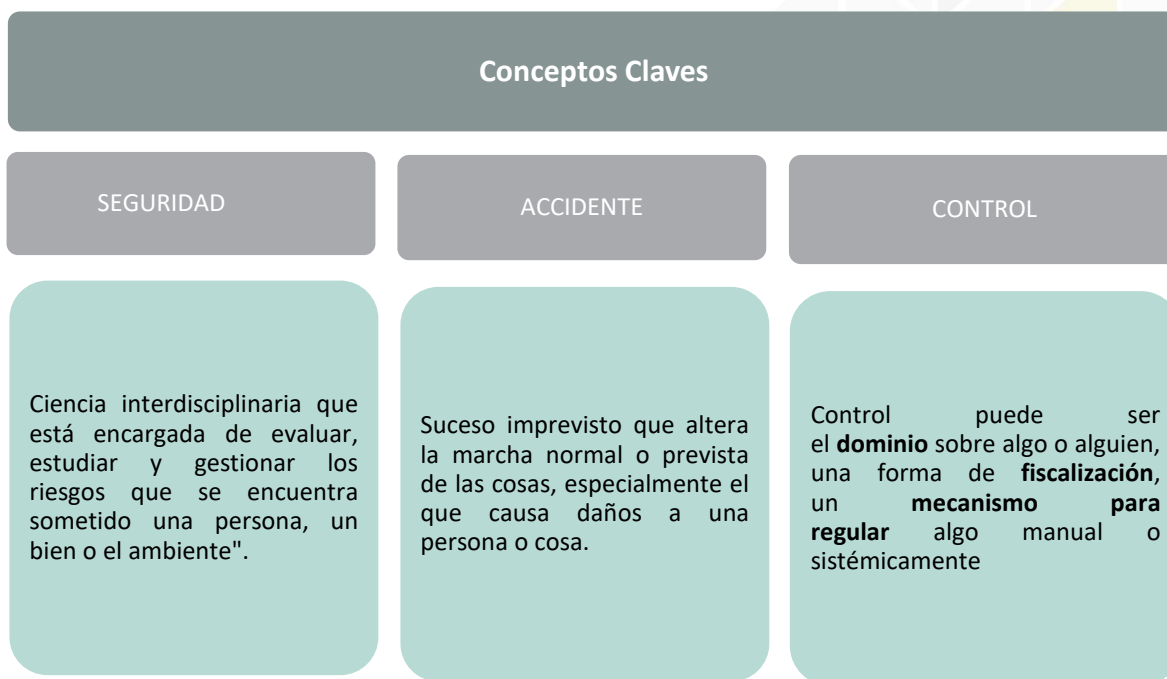 Conceptos Claves
SEGURIDAD
ACCIDENTE
CONTROL
Ciencia interdisciplinaria que
está encargada de evaluar,
estudiar y gestionar los
riesgos que se encuentra
sometido una persona, un
bien o el ambiente".
Suceso imprevisto que altera
la marcha normal o prevista
de las cosas, especialmente el
que causa daños a una
persona o cosa.
Control puede ser
el dominio sobre algo o alguien,
una forma de fiscalización,
un mecanismo para
regular algo manual o
sistémicamente